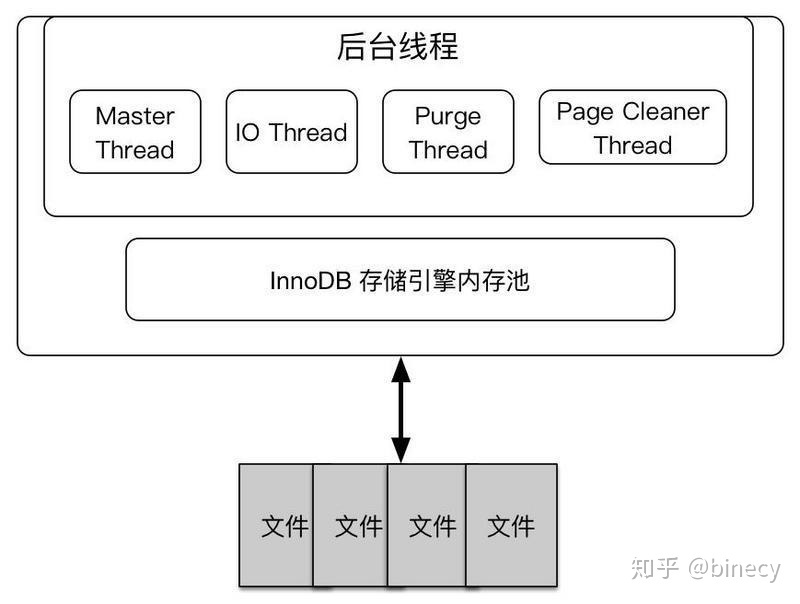 后台线程
Master
Thread
IO Thread
Purge
Thread
Page Cleaner
Thread
InnoDB 存储引擎内存池
文件
文件
文件
文件
知乎 @binecy